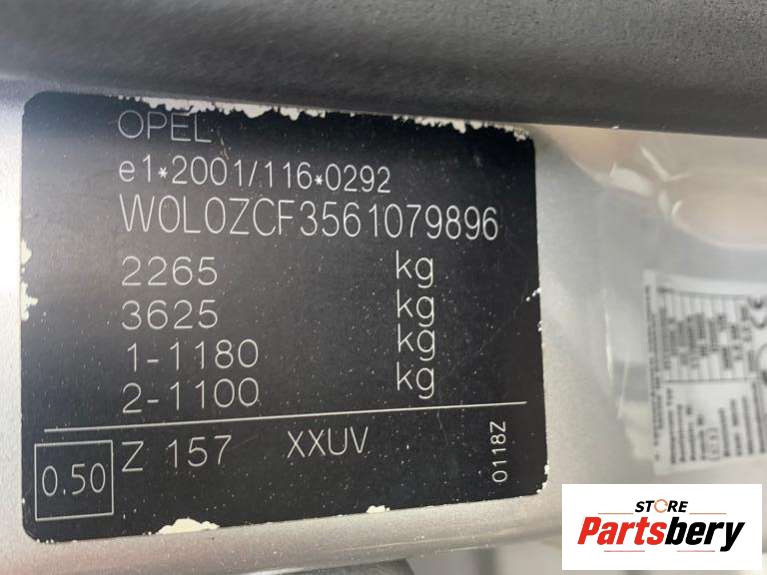 OPEL
e1*2001/116*0292
W0L0ZCF3561079896
2265 kg
3625 kg
1-1180 kg
2-1100 kg
0.50 Z 157 XXUV 0118Z
STORE
Partsbery